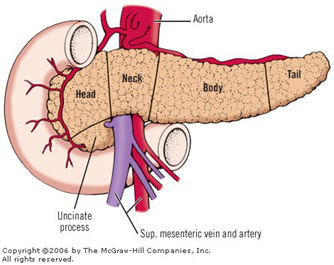 Aorta
Neck
Tail
Head
Body
Uncinate
process
Sup. mesenteric vein and artery
Copyright ©2006 by The McGraw-Hill Companies, Inc.
All rights reserved.